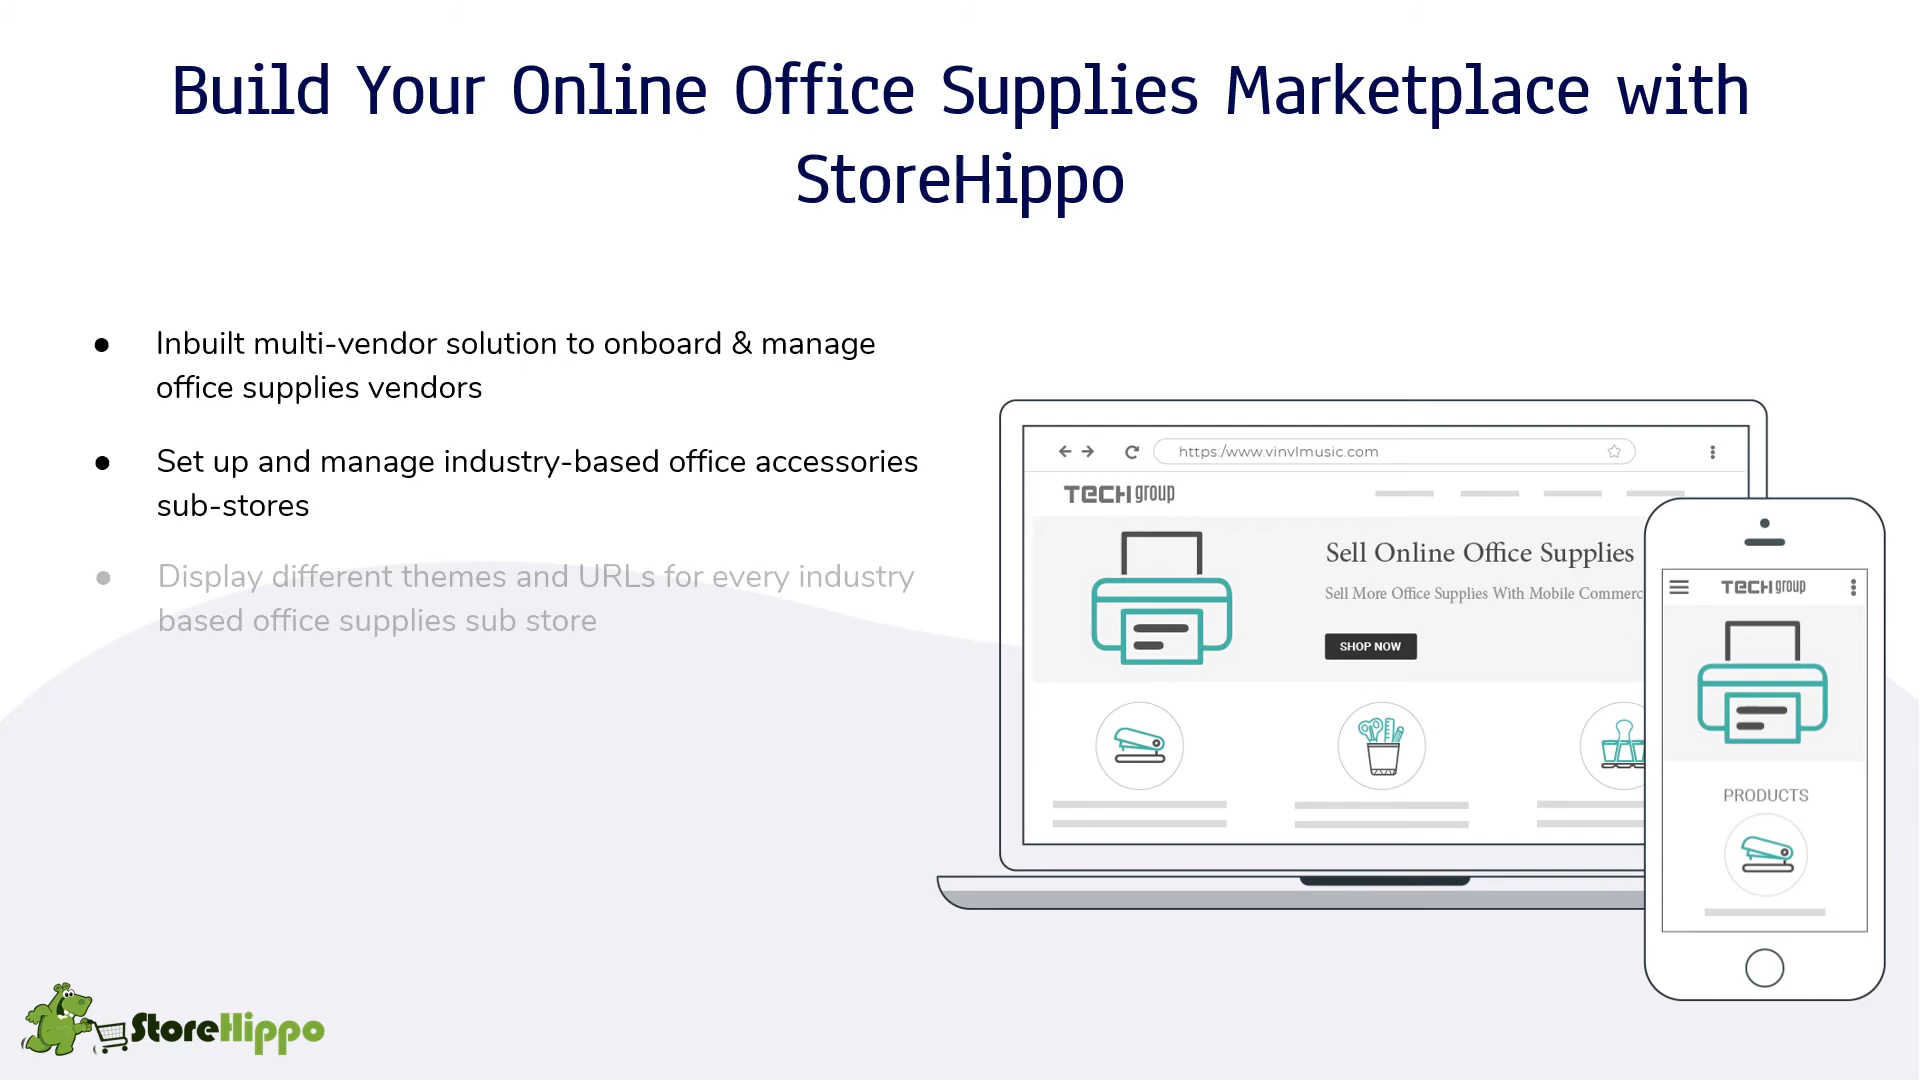 Build Your Online Office Supplies Marketplace with
StoreHippo
● Inbuilt multi-vendor solution to onboard & manage
office supplies vendors
● Set up and manage industry-based office accessories
sub-stores
● Display different themes and URLs for every industry
based office supplies sub store
https:/www.vinvlmusic.com
TECH group
Sell Online Office Supplies
Sell More Office Supplies With Mobile Commerc
SHOP NOW
TECH group
PRODUCTS
StoreHippo